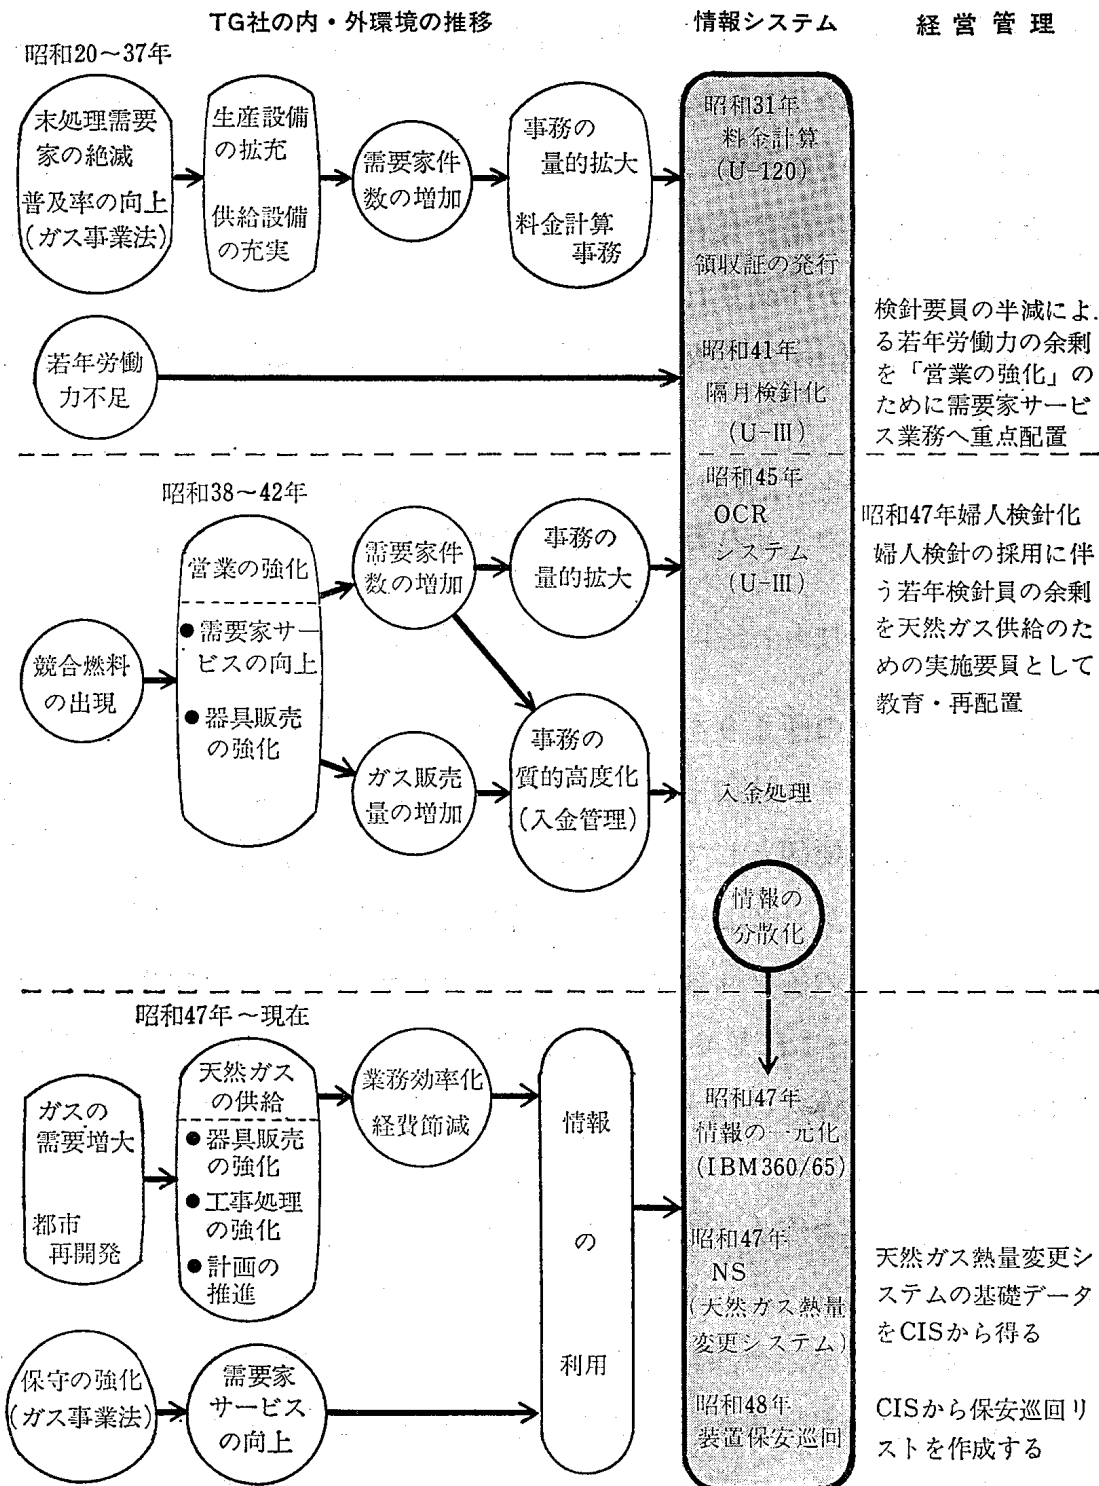 TG社の内・外環境の推移
情報システム
経営管理
昭和20〜37年
末処理需要
家の絶滅
普及率の向上
(ガス事業法)
生産設備
の拡充
供給設備
の充実
需要家件
数の増加
事務の
量的拡大
料金計算
事務
昭和31年
料金計算
(U-120)
領収証の発行
若年労働
力不足
昭和41年
隔月検針化
(U-III)
検針要員の半減によ
る若年労働力の余剰
を「営業の強化」の
ために需要家サービ
ス業務へ重点配置
昭和38〜42年
競合燃料
の出現
営業の強化
●需要家サー
ビスの向上
●器具販売
の強化
需要家件
数の増加
事務の
量的拡大
ガス販売
量の増加
事務の
質的高度化
(入金管理)
昭和45年
OCR
システム
(U-III)
入金処理
情報の
分散化
昭和47年婦人検針化
婦人検針の採用に伴
う若年検針員の余剰
を天然ガス供給のた
めの実施要員として
教育・再配置
昭和47年〜現在
ガスの
需要増大
都市
再開発
天然ガス
の供給
●器具販売
の強化
●工事処理
の強化
●計画の
推進
業務効率化
経費節減
保守の強化
(ガス事業法)
需要家
サービス
の向上
情報
の
利用
昭和47年
情報の一元化
(IBM360/65)
昭和47年
NS
(天然ガス熱量
変更システム)
昭和48年
装置保安巡回
天然ガス熱量変更シ
ステムの基礎データ
をCISから得る
CISから保安巡回リ
ストを作成する